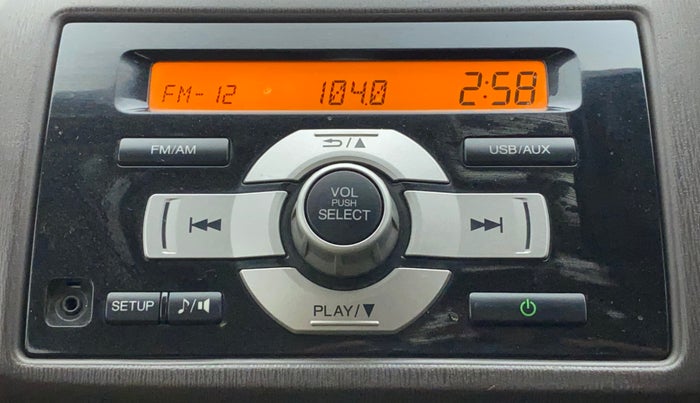 FM-12 104.0 2:58
FM/AM
/▲
USB/AUX
VOL
PUSH
SELECT
PLAY/▼
SETUP
♪/